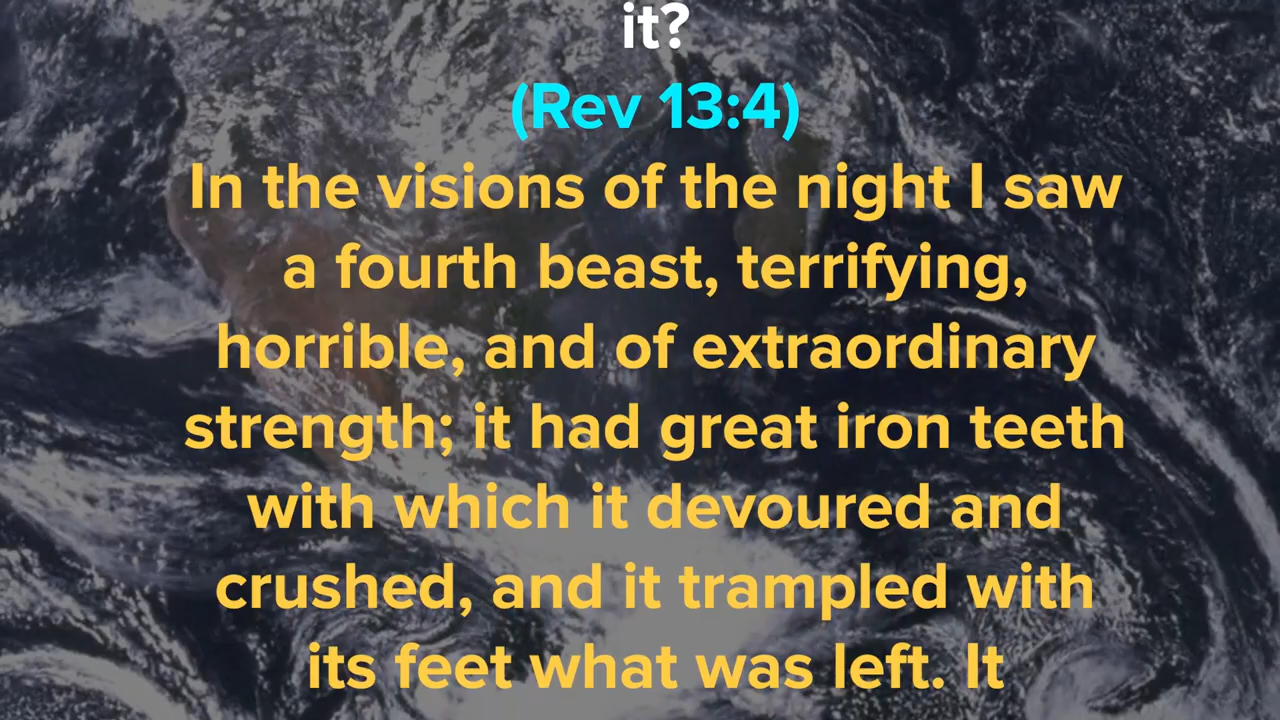 it?
(Rev 13:4)
In the visions of the night I saw
a fourth beast, terrifying,
horrible, and of extraordinary
strength; it had great iron teeth
with which it devoured and
crushed, and it trampled with
its feet what was left. It